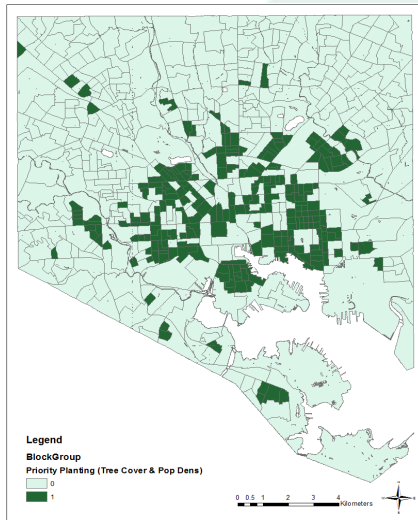 Legend
BlockGroup
Priority Planting (Tree Cover & Pop Dens)
0
1
0 0.5 1 2 3 4
Kilometers